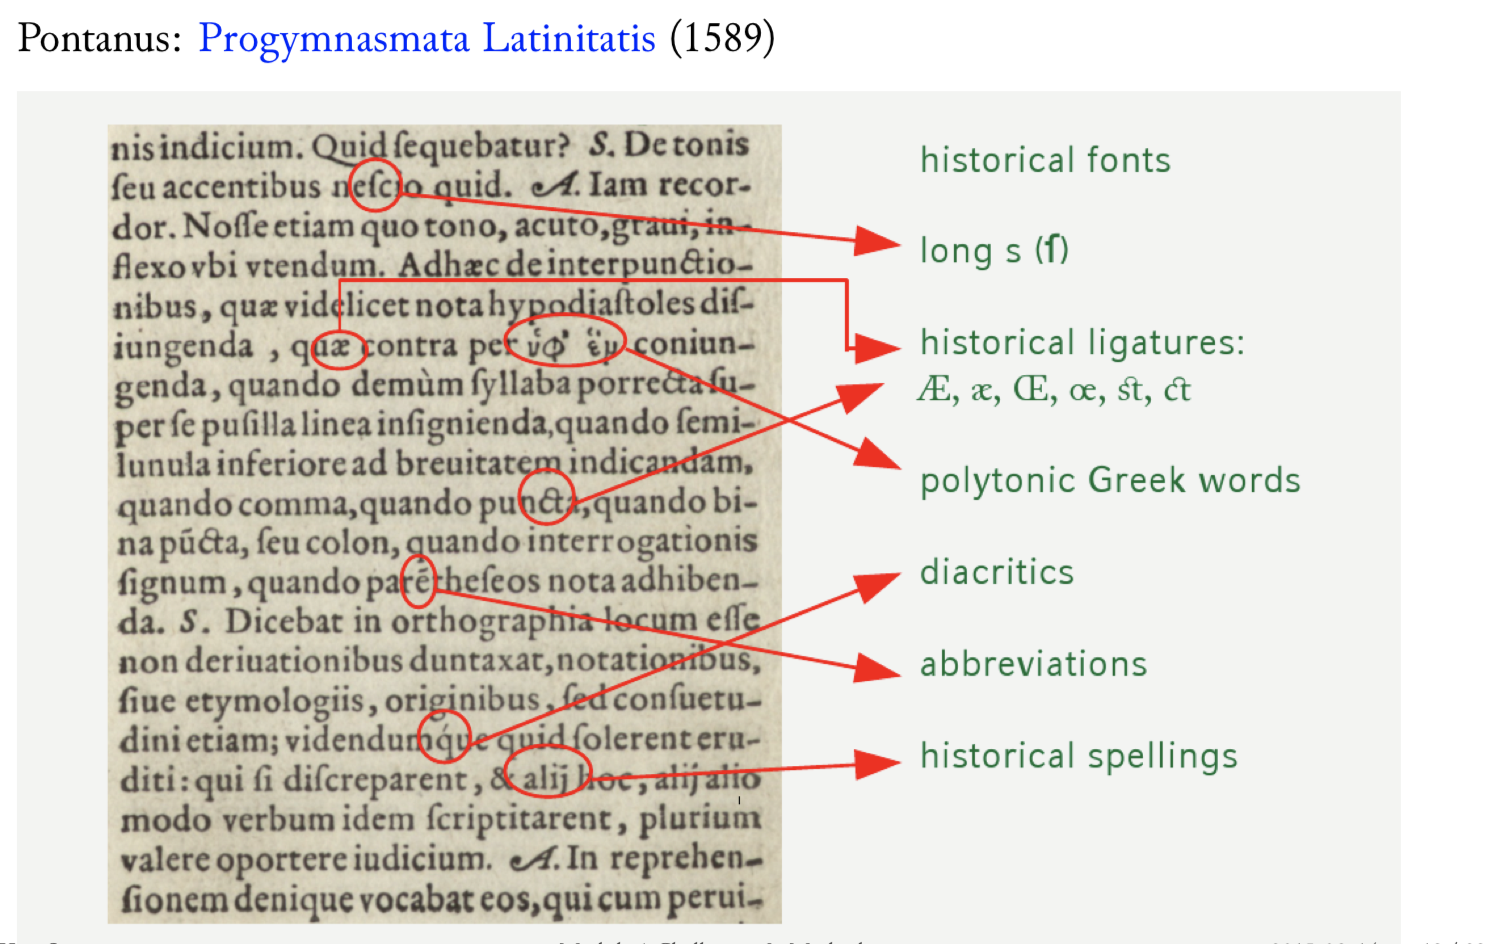 Pontanus: Progymnasmata Latinitatis (1589)
nis indicium. Quid ſequebatur? S. De tonis
ſeu accentibus neſcio quid. A. Iam recor-
dor. Noſſe etiam quo tono, acuto, graui, in-
flexo vbi vtendum. Adhæc de interpunctio-
nibus, quæ videlicet nota hypodiaſtoles diſ-
iungenda, quæ contra per coniun-
genda, quando demùm ſyllaba porrecta ſu-
per ſe puſilla linea inſignienda, quando ſemi-
lunula inferiore ad breuitatem indicandam,
quando comma, quando puncta, quando bi-
na pũcta, ſeu colon, quando interrogationis
ſignum, quando parẽtheſeos nota adhiben-
da. S. Dicebat in orthographia locum eſſe
non deriuationibus duntaxat, notationibus,
ſiue etymologiis, originibus, ſed conſuetu-
dini etiam; videndumq́ue quid ſolerent eru-
diti: qui ſi diſcreparent, & alij hoc, alij alio
modo verbum idem ſcriptitarent, plurium
valere oportere iudicium. A. In reprehen-
ſionem denique vocabat eos, qui cum perui-
historical fonts
long s (ſ)
historical ligatures:
Æ, æ, Œ, œ, st, ct
polytonic Greek words
diacritics
abbreviations
historical spellings